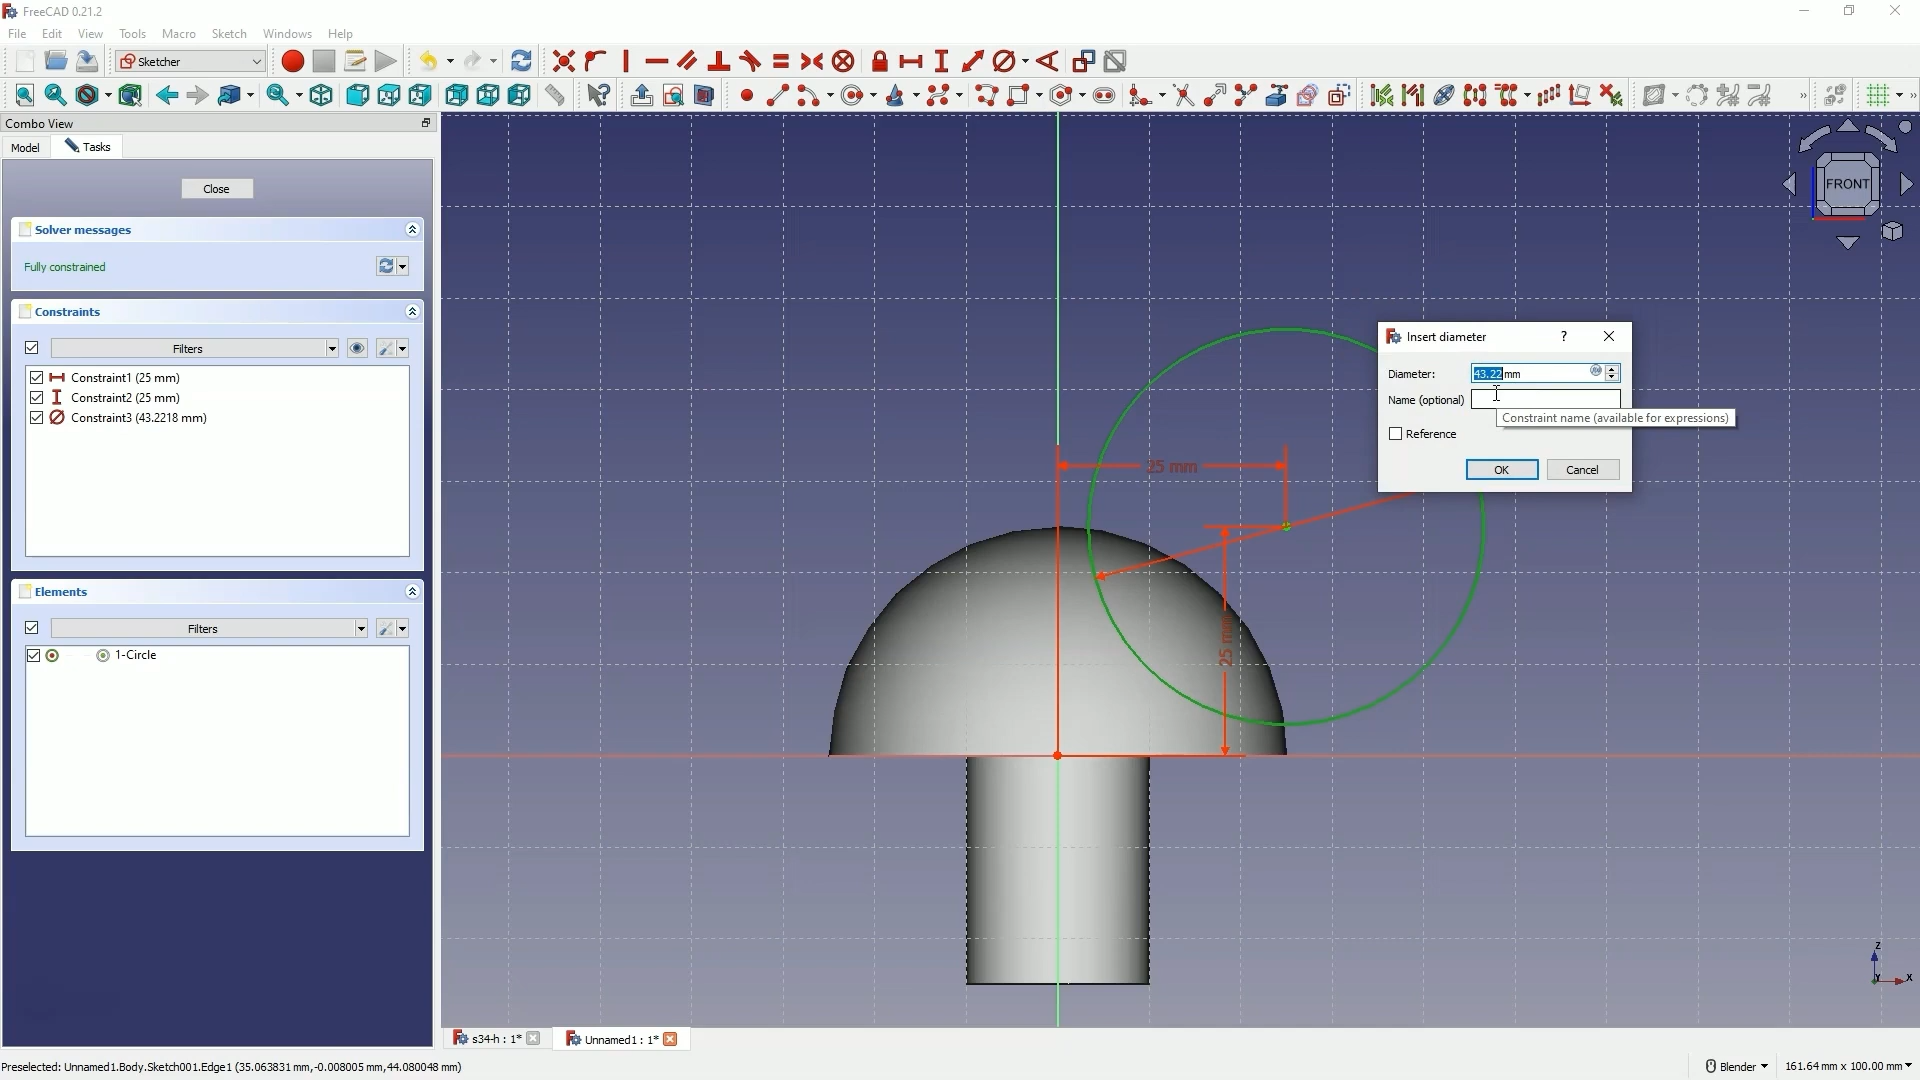 FreeCAD 0.21.2
File Edit View Tools Macro Sketch Windows Help
Sketcher
Combo View
Model Tasks
FRONT
Close
Solver messages
Fully constrained
Constraints
Filters
Constraint1 (25 mm)
Constraint2 (25 mm)
Constraint3 (43.2218 mm)
Elements
Filters
1-Circle
Insert diameter ?
Diameter: 43.22 mm
Name (optional)
Constraint name (available for expressions)
Reference
OK Cancel
25 mm
25 mm
Z
Y X
s34-h : 1* Unnamed1 : 1*
Preselected: Unnamed1.Body.Sketch001.Edge1 (35.063831 mm,-0.008005 mm,44.080048 mm)
Blender 161.64 mm x 100.00 mm